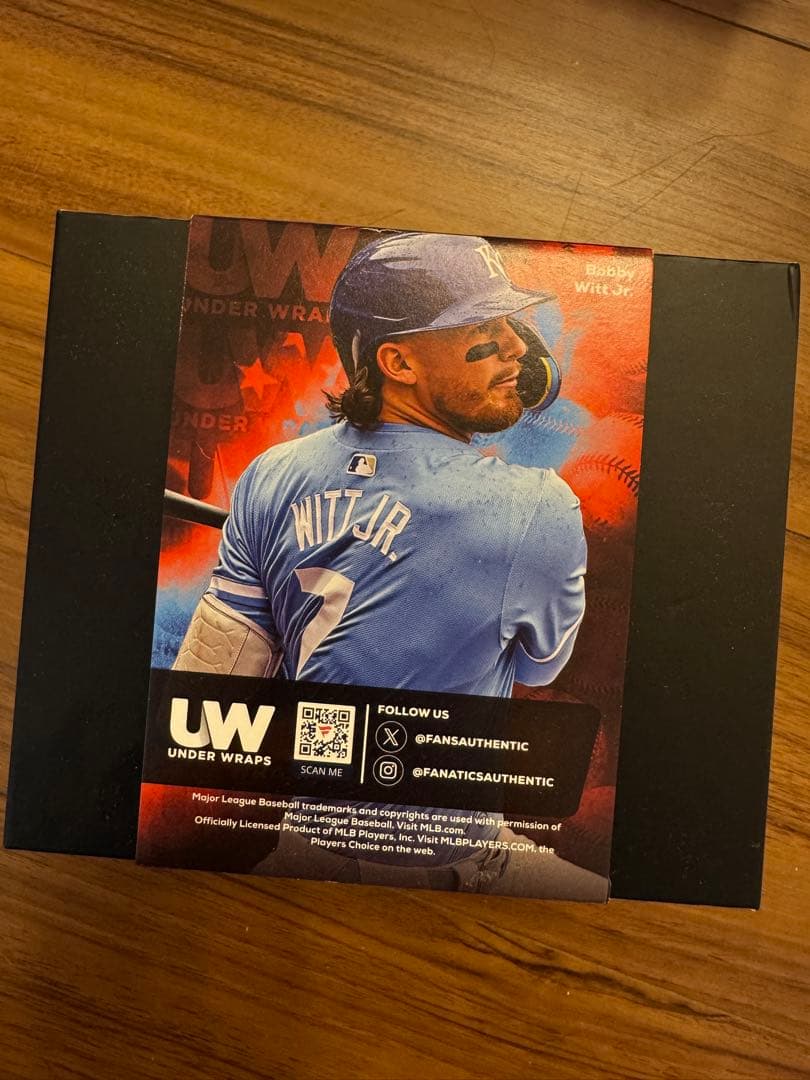 UW
UNDER WRAPS
UNDER
Bobby
Witt Jr.
WITT JR.
7
UW
UNDER WRAPS
SCAN ME
FOLLOW US
@FANSAUTHENTIC
@FANATICSAUTHENTIC
Major League Baseball trademarks and copyrights are used with permission of
Major League Baseball. Visit MLB.com.
Officially Licensed Product of MLB Players, Inc. Visit MLBPLAYERS.COM, the
Players Choice on the web.